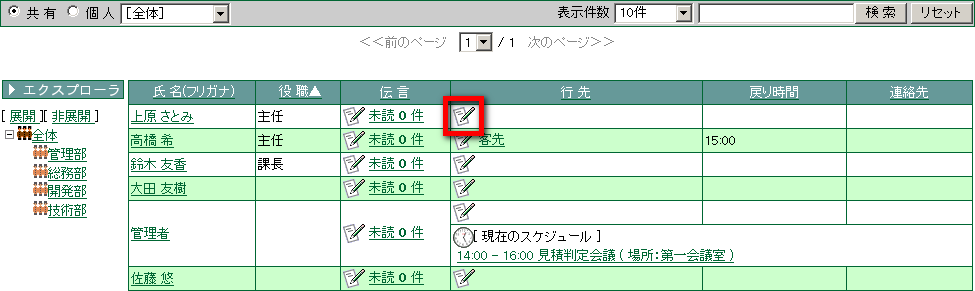 共有 個人 [全体] 表示件数 10件 検索 リセット
<<前のページ 1 / 1 次のページ>>
エクスプローラ
[ 展開 ][ 非展開 ]
全体
管理部
総務部
開発部
技術部
氏名(フリガナ) 役職▲ 伝言 行先 戻り時間 連絡先
上原 さとみ 主任 未読 0 件
高橋 希 主任 未読 0 件 客先 15:00
鈴木 友香 課長 未読 0 件
大田 友樹 未読 0 件
管理者 未読 0 件
[ 現在のスケジュール ]
14:00 - 16:00 見積判定会議 ( 場所：第一会議室 )
佐藤 悠 未読 0 件